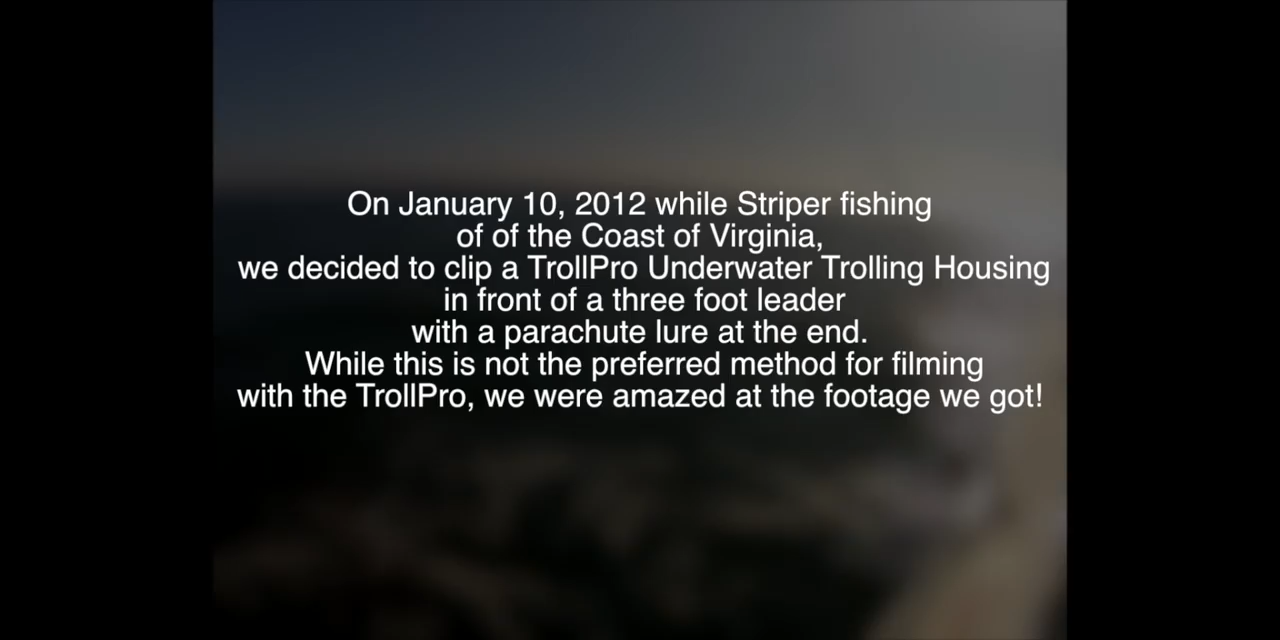 On January 10, 2012 while Striper fishing
of of the Coast of Virginia,
we decided to clip a TrollPro Underwater Trolling Housing
in front of a three foot leader
with a parachute lure at the end.
While this is not the preferred method for filming
with the TrollPro, we were amazed at the footage we got!